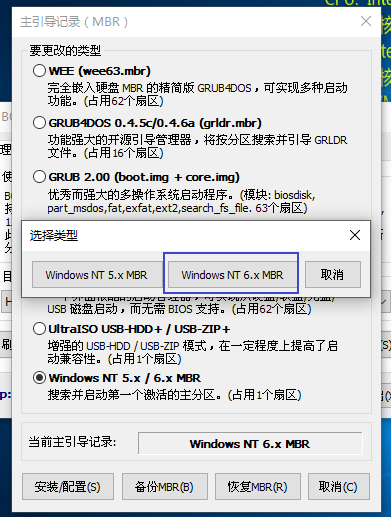 CPU: Inte
主引导记录（MBR）
要更改的类型
WEE (wee63.mbr)
完全嵌入硬盘 MBR 的精简版 GRUB4DOS，可实现多种启动
功能。(占用62个扇区)
GRUB4DOS 0.4.5c/0.4.6a (grldr.mbr)
功能强大的开源引导管理器，将按分区搜索并引导 GRLDR
文件。(占用16个扇区)
GRUB 2.00 (boot.img + core.img)
优秀而强大的多操作系统启动程序。(模块: biosdisk,
part_msdos,fat,exfat,ext2,search_fs_file. 63个扇区)
选择类型
Windows NT 5.x MBR
Windows NT 6.x MBR
取消
USB 磁盘启动，而无需 BIOS 支持。(占用62个扇区)
UltraISO USB-HDD+ / USB-ZIP+
增强的 USB-HDD / USB-ZIP 模式，在一定程度上提高了启
动兼容性。(占用1个扇区)
Windows NT 5.x / 6.x MBR
搜索并启动第一个激活的主分区。(占用1个扇区)
当前主引导记录:
Windows NT 6.x MBR
安装/配置(S)
备份MBR(B)
恢复MBR(R)
取消(C)